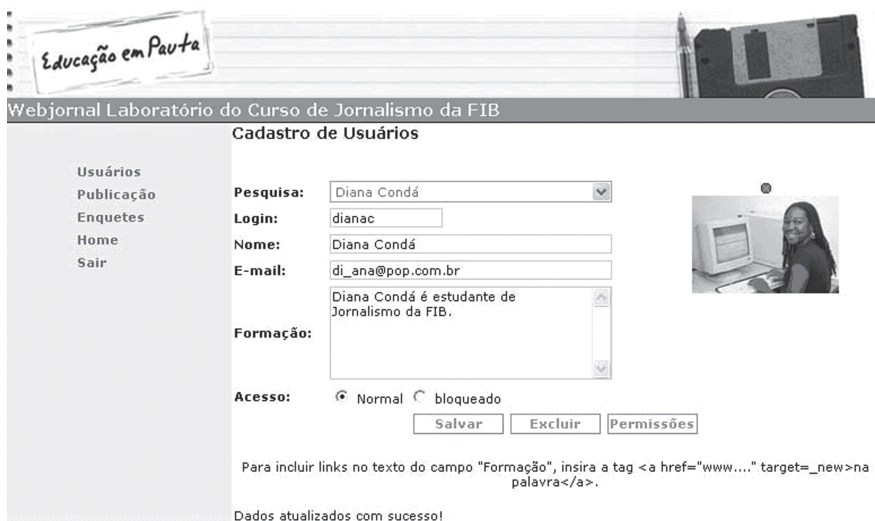 Educação em Pauta
Webjornal Laboratório do Curso de Jornalismo da FIB
Cadastro de Usuários
Usuários
Publicação
Enquetes
Home
Sair
Pesquisa: Diana Condá
Login: dianac
Nome: Diana Condá
E-mail: di_ana@pop.com.br
Formação: Diana Condá é estudante de
Jornalismo da FIB.
Acesso: Normal bloqueado
Salvar Excluir Permissões
Para incluir links no texto do campo "Formação", insira a tag <a href="www...." target=_new>na
palavra</a>.
Dados atualizados com sucesso!